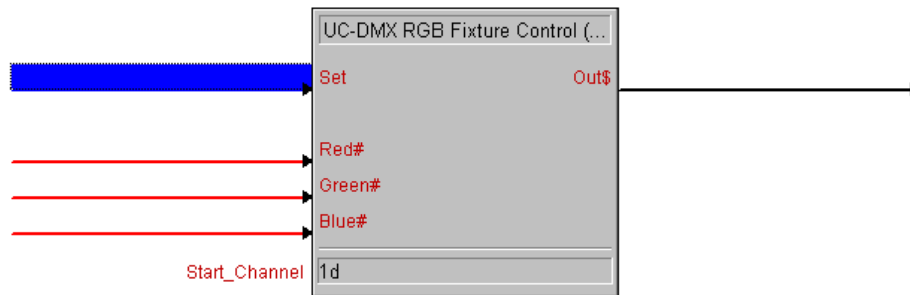 UC-DMX RGB Fixture Control (...
Set Out$
Red#
Green#
Blue#
Start_Channel 1d